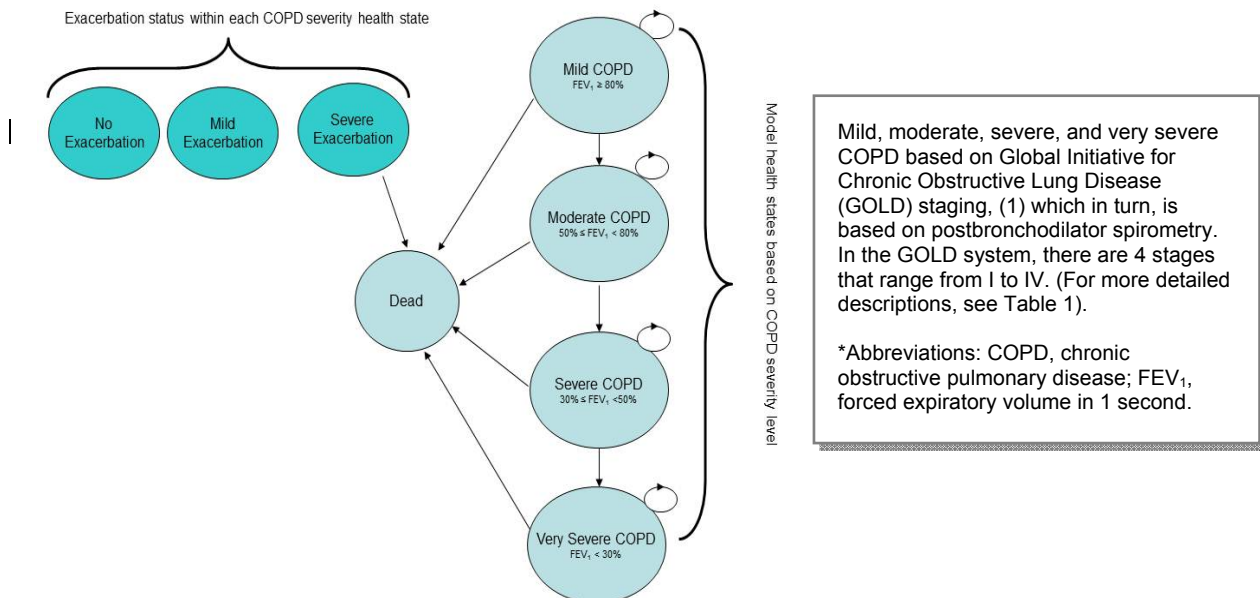 Exacerbation status within each COPD severity health state
No
Exacerbation
Mild
Exacerbation
Severe
Exacerbation
Dead
Mild COPD
FEV₁ ≥ 80%
Moderate COPD
50% ≤ FEV₁ < 80%
Severe COPD
30% ≤ FEV₁ <50%
Very Severe COPD
FEV₁ < 30%
Model health states based on COPD severity level
Mild, moderate, severe, and very severe
COPD based on Global Initiative for
Chronic Obstructive Lung Disease
(GOLD) staging, (1) which in turn, is
based on postbronchodilator spirometry.
In the GOLD system, there are 4 stages
that range from I to IV. (For more detailed
descriptions, see Table 1).
*Abbreviations: COPD, chronic
obstructive pulmonary disease; FEV₁,
forced expiratory volume in 1 second.